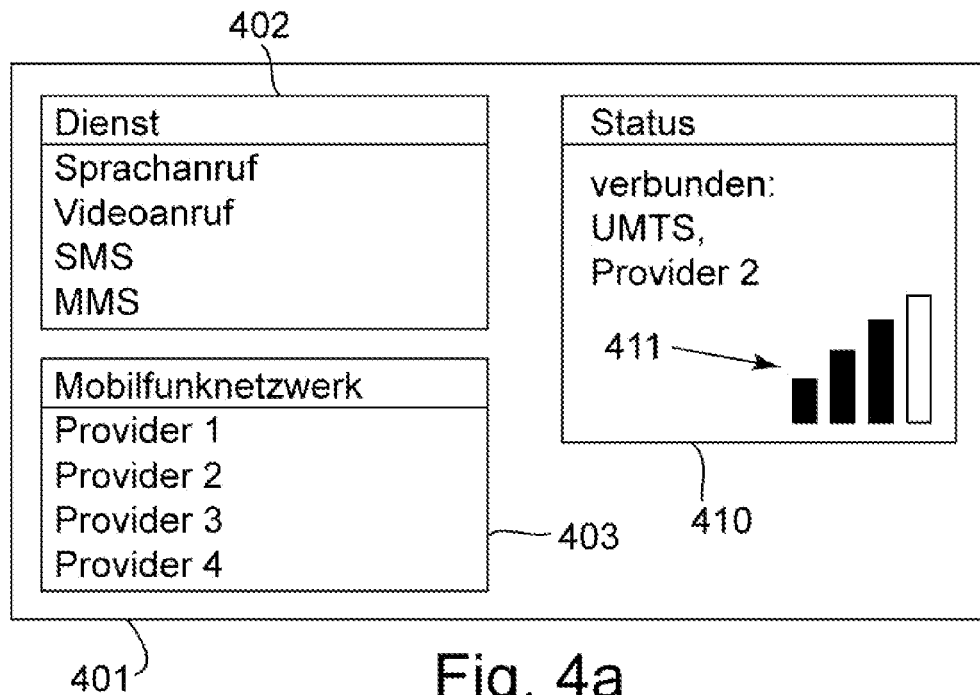 402
Dienst
Sprachanruf
Videoanruf
SMS
MMS
Mobilfunknetzwerk
Provider 1
Provider 2
Provider 3
Provider 4
403
401
Status
verbunden:
UMTS,
Provider 2
411
410
Fig. 4a